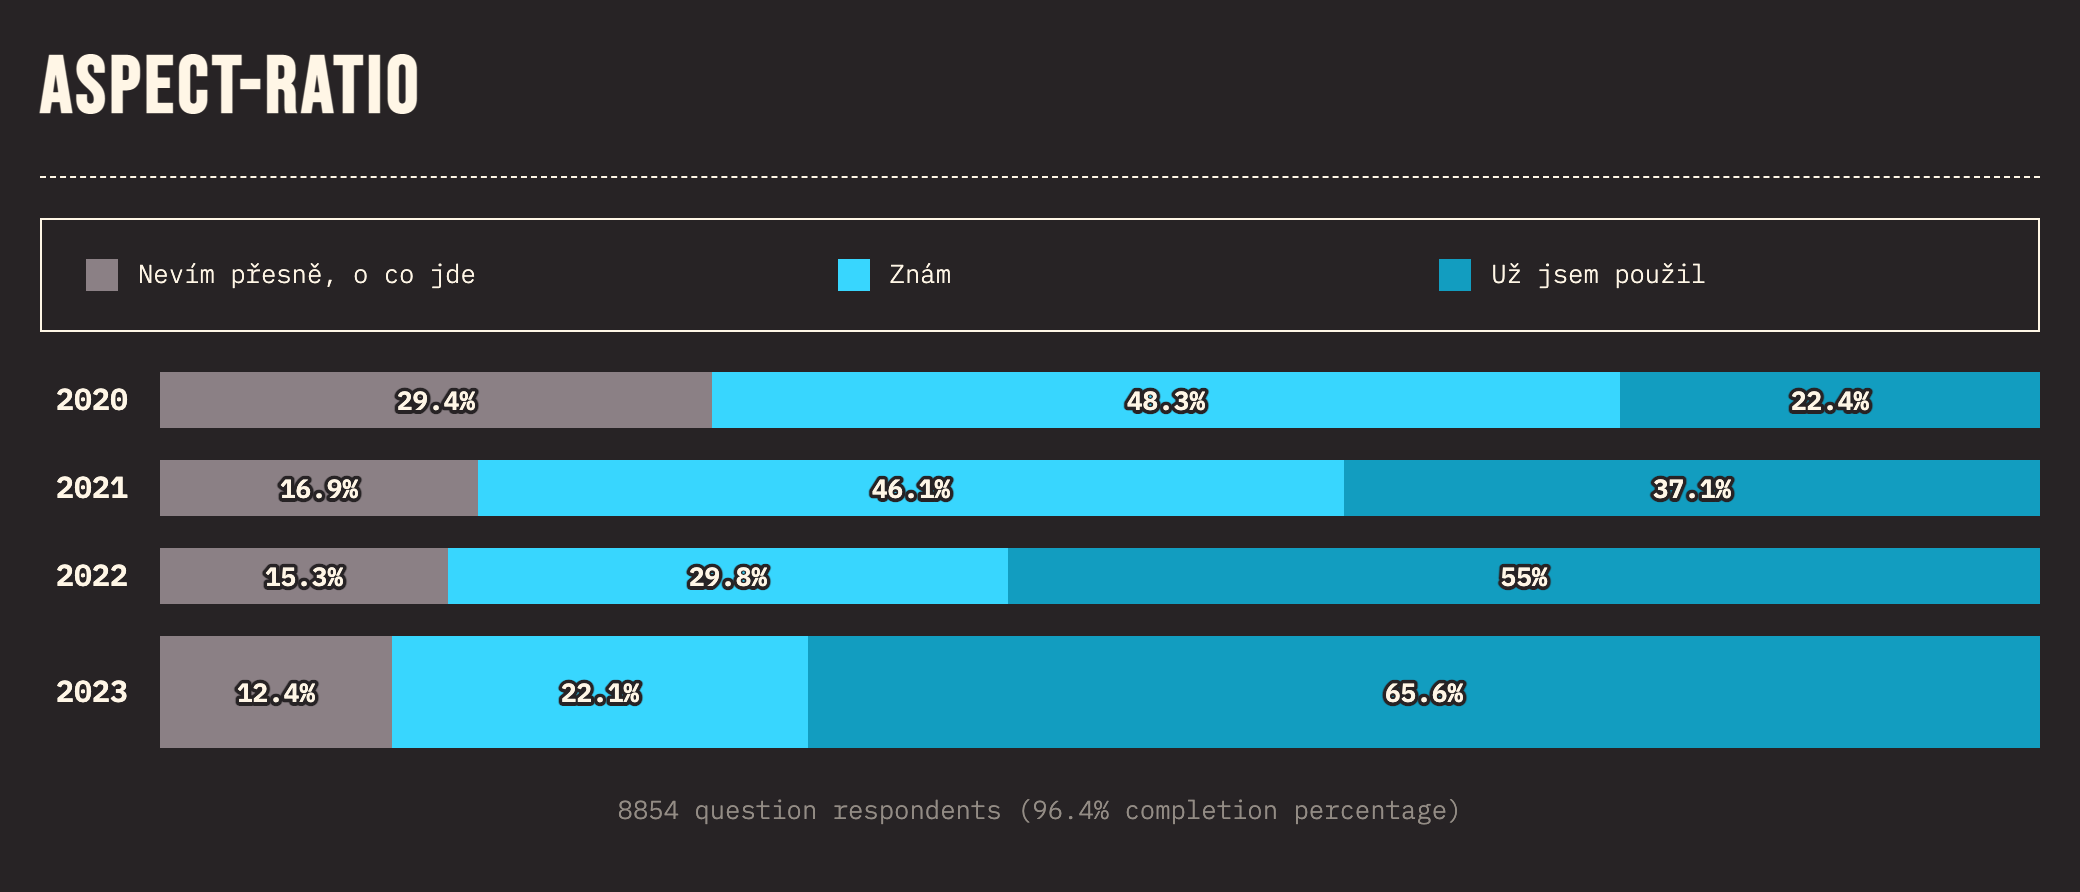 ASPECT-RATIO
Nevím přesně, o co jde Znám Už jsem použil
2020 29.4% 48.3% 22.4%
2021 16.9% 46.1% 37.1%
2022 15.3% 29.8% 55%
2023 12.4% 22.1% 65.6%
8854 question respondents (96.4% completion percentage)